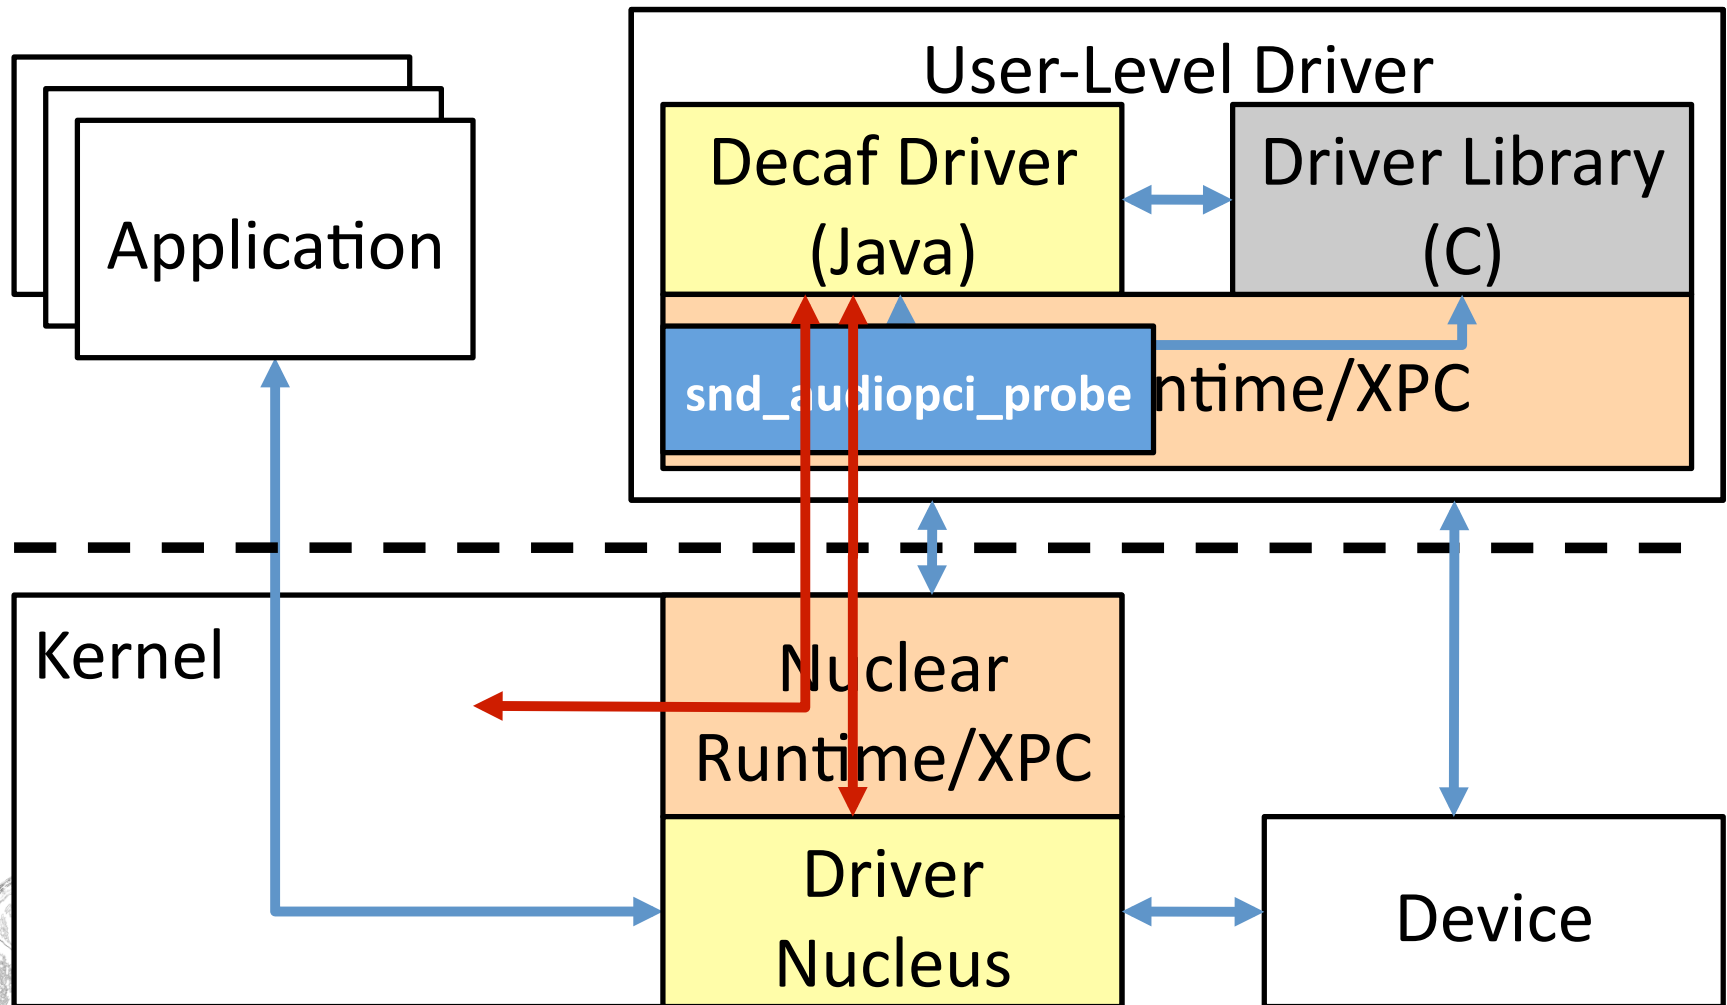 User-Level Driver
Decaf Driver
(Java)
Driver Library
(C)
Application
snd_audiopci_probe
ntime/XPC
Kernel
Nuclear
Runtime/XPC
Driver
Nucleus
Device